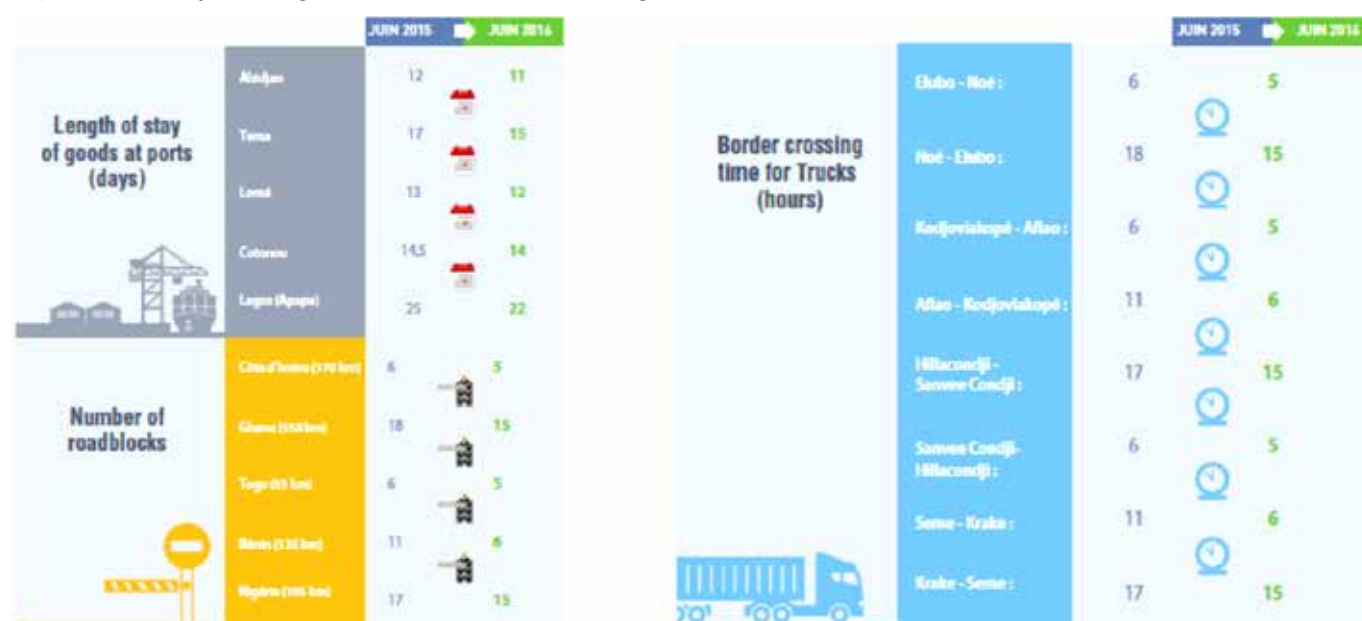 JUIN 2015 JUIN 2016
Length of stay
of goods at ports
(days)
Abidjan 12 11
Tema 17 15
Lomé 13 12
Cotonou 14,5 14
Lagos (Apapa) 25 22
Number of
roadblocks
6 5
Ghana 18 15
Togo 6 5
Bénin 11 6
Nigéria 17 15
JUIN 2015 JUIN 2016
Border crossing
time for Trucks
(hours)
Elubo - Noé : 6 5
Noé - Elubo : 18 15
Kodjoviakopé - Aflao : 6 5
Aflao - Kodjoviakopé : 11 6
Hillacondji -
Sanvee Condji : 17 15
Sanvee Condji-
Hillacondji : 6 5
Seme - Krake : 11 6
Krake - Seme : 17 15